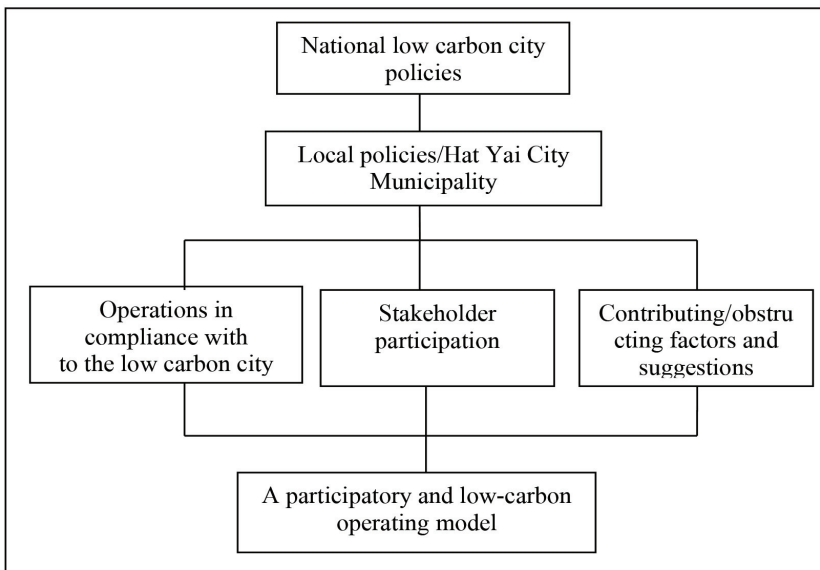 National low carbon city
policies
Local policies/Hat Yai City
Municipality
Operations in
compliance with
to the low carbon city
Stakeholder
participation
Contributing/obstru
cting factors and
suggestions
A participatory and low-carbon
operating model